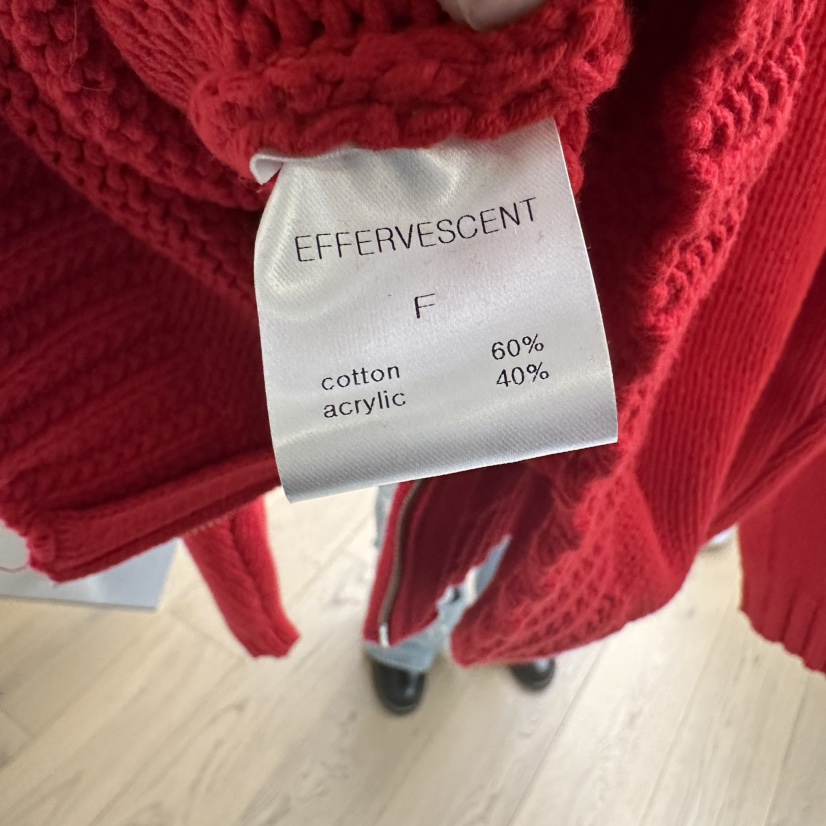 EFFERVESCENT
F
cotton 60%
acrylic 40%